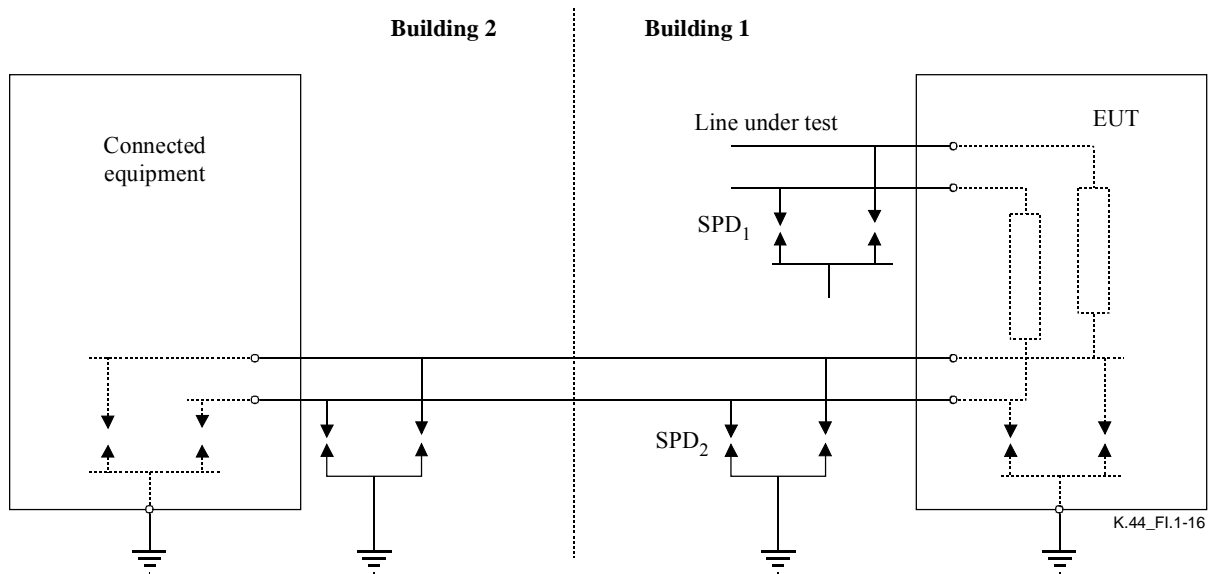 Building 2
Building 1
Connected
equipment
Line under test
EUT
SPD1
SPD2
K.44_FI.1-16